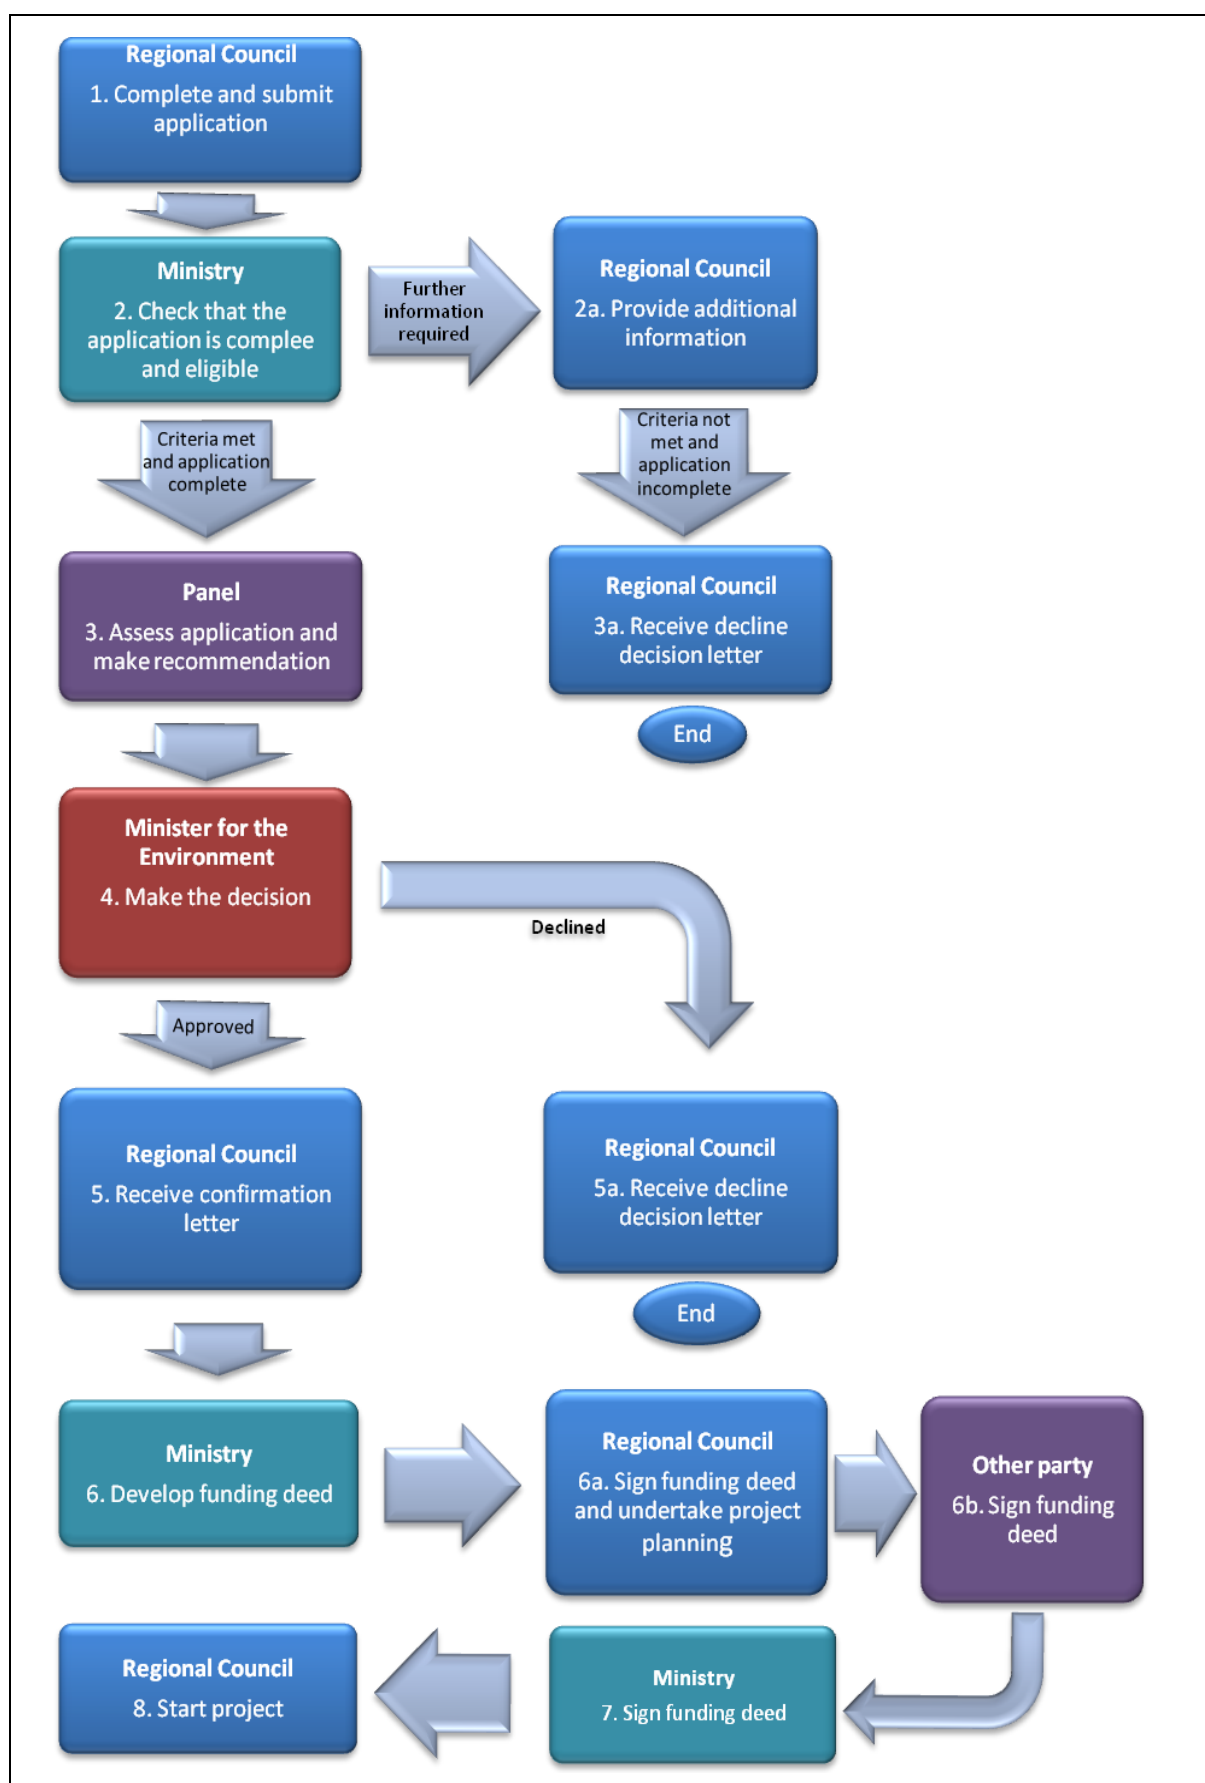 Regional Council
1. Complete and submit
application
Ministry
2. Check that the
application is complee
and eligible
Further
information
required
Regional Council
2a. Provide additional
information
Criteria met
and application
complete
Criteria not
met and
application
incomplete
Panel
3. Assess application and
make recommendation
Regional Council
3a. Receive decline
decision letter
End
Minister for the
Environment
4. Make the decision
Declined
Approved
Regional Council
5. Receive confirmation
letter
Regional Council
5a. Receive decline
decision letter
End
Ministry
6. Develop funding deed
Regional Council
6a. Sign funding deed
and undertake project
planning
Other party
6b. Sign funding
deed
Regional Council
8. Start project
Ministry
7. Sign funding deed